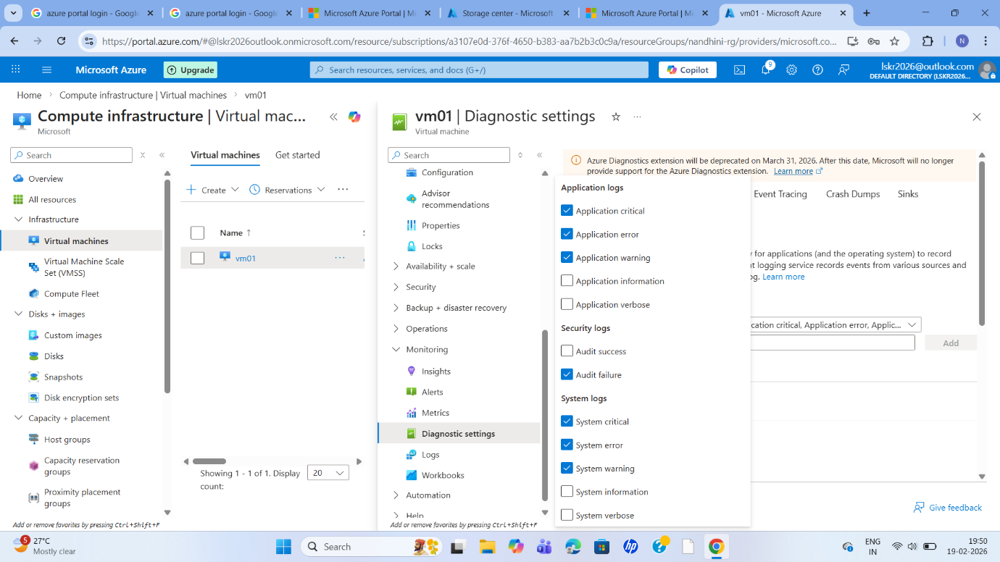 azure portal login - Google
azure portal login - Google
Microsoft Azure Portal | Mi
Storage center - Microsoft
Microsoft Azure Portal | Mi
vm01 - Microsoft Azure
https://portal.azure.com/#@lskr2026outlook.onmicrosoft.com/resource/subscriptions/a3107e0d-376f-4650-b383-aa7b2b3c0c9a/resourceGroups/nandhini-rg/providers/microsoft.co...
N
Microsoft Azure
Upgrade
Search resources, services, and docs (G+/)
Copilot
9
lskr2026@outlook.com
DEFAULT DIRECTORY (LSKR2026...
Home > Compute infrastructure | Virtual machines > vm01
Compute infrastructure | Virtual mac...
Microsoft
Search
Overview
All resources
Infrastructure
Virtual machines
Virtual Machine Scale
Set (VMSS)
Compute Fleet
Disks + images
Custom images
Disks
Snapshots
Disk encryption sets
Capacity + placement
Host groups
Capacity reservation
groups
Proximity placement
groups
Add or remove favorites by pressing Ctrl+Shift+F
Virtual machines
Get started
Create
Reservations
Name ↑
vm01
Showing 1 - 1 of 1. Display
count:
20
vm01 | Diagnostic settings
Virtual machine
Search
Configuration
Advisor
recommendations
Properties
Locks
Availability + scale
Security
Backup + disaster recovery
Operations
Monitoring
Insights
Alerts
Metrics
Diagnostic settings
Logs
Workbooks
Automation
Help
Add or remove favorites by pressing Ctrl+Shift+F
Azure Diagnostics extension will be deprecated on March 31, 2026. After this date, Microsoft will no longer
provide support for the Azure Diagnostics extension. Learn more
Event Tracing
Crash Dumps
Sinks
Application logs
Application critical
Application error
Application warning
Application information
Application verbose
Security logs
Audit success
Audit failure
System logs
System critical
System error
System warning
System information
System verbose
y for applications (and the operating system) to record
t logging service records events from various sources and
og. Learn more
cation critical, Application error, Applic...
Add
Give feedback
5
27°C
Mostly clear
Search
ENG
IN
19:50
19-02-2026